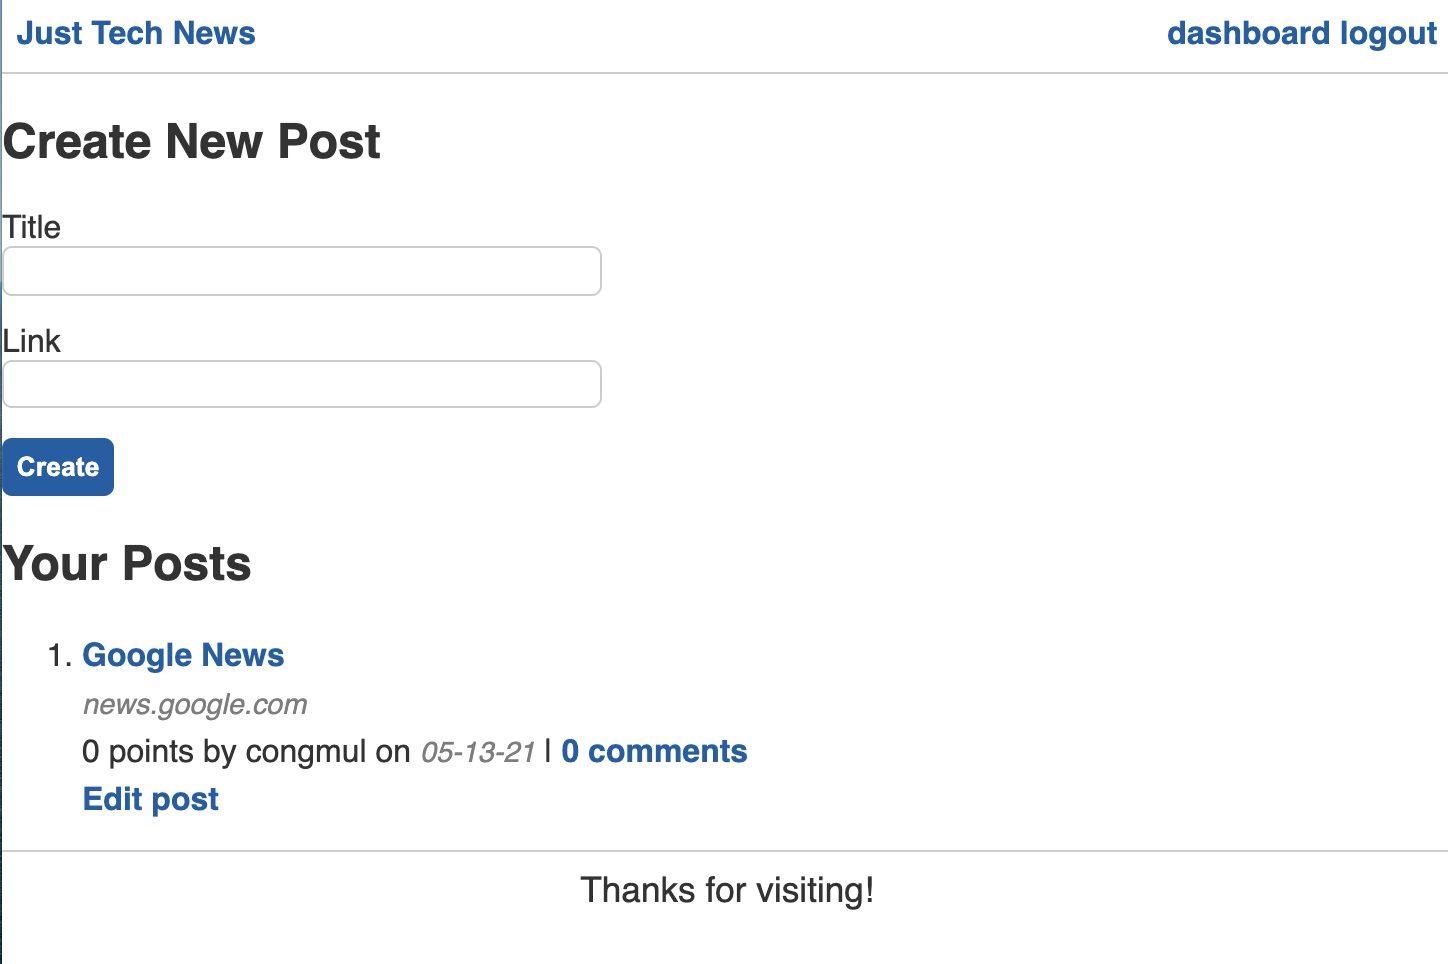 Just Tech News dashboard logout
Create New Post
Title
Link
Create
Your Posts
1. Google News
news.google.com
0 points by congmul on 05-13-21 | 0 comments
Edit post
Thanks for visiting!